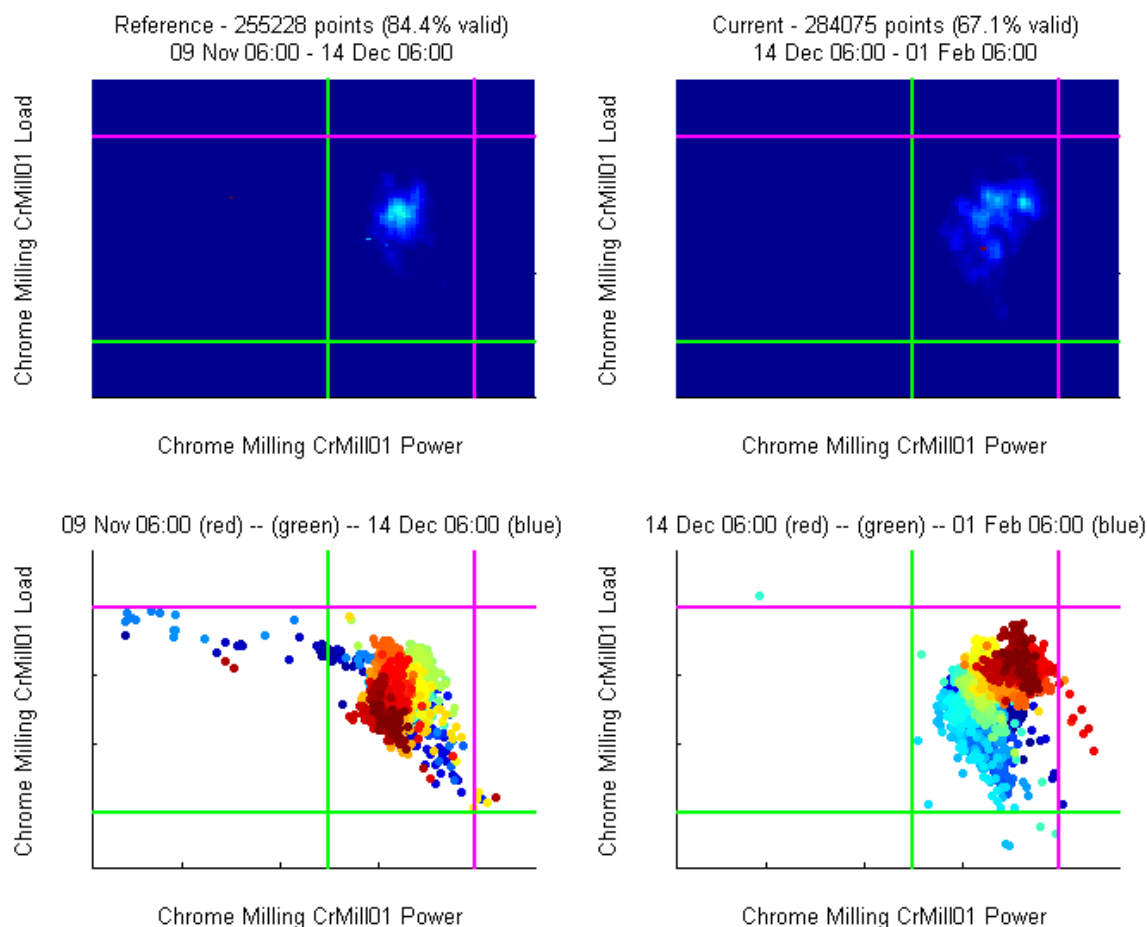 Reference - 255228 points (84.4% valid)
09 Nov 06:00 - 14 Dec 06:00
Chrome Milling CrMill01 Load
Chrome Milling CrMill01 Power
Current - 284075 points (67.1% valid)
14 Dec 06:00 - 01 Feb 06:00
Chrome Milling CrMill01 Load
Chrome Milling CrMill01 Power
09 Nov 06:00 (red) -- (green) -- 14 Dec 06:00 (blue)
Chrome Milling CrMill01 Load
Chrome Milling CrMill01 Power
14 Dec 06:00 (red) -- (green) -- 01 Feb 06:00 (blue)
Chrome Milling CrMill01 Load
Chrome Milling CrMill01 Power